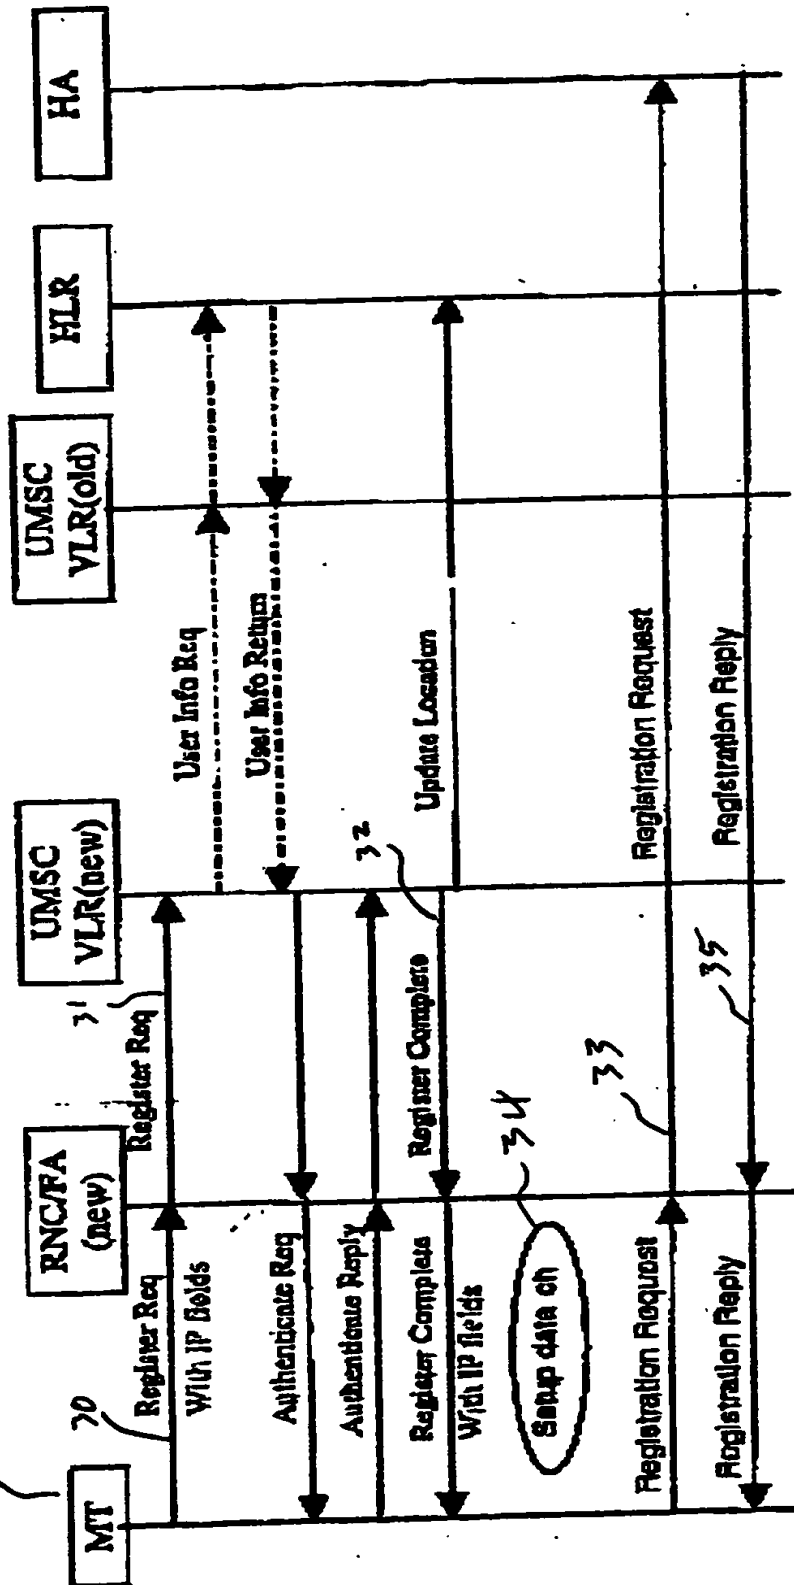 MT
RNC/FA
(new)
UMSC
VLR(new)
UMSC
VLR(old)
HLR
HA
30
Register Req
With IP fields
Register Req
31
User Info Req
User Info Return
Authenticate Req
Authenticate Reply
Register Complete
With IP fields
Register Complete
32
Update Location
Setup data ch
34
Registration Request
33
Registration Request
Registration Reply
35
Registration Reply